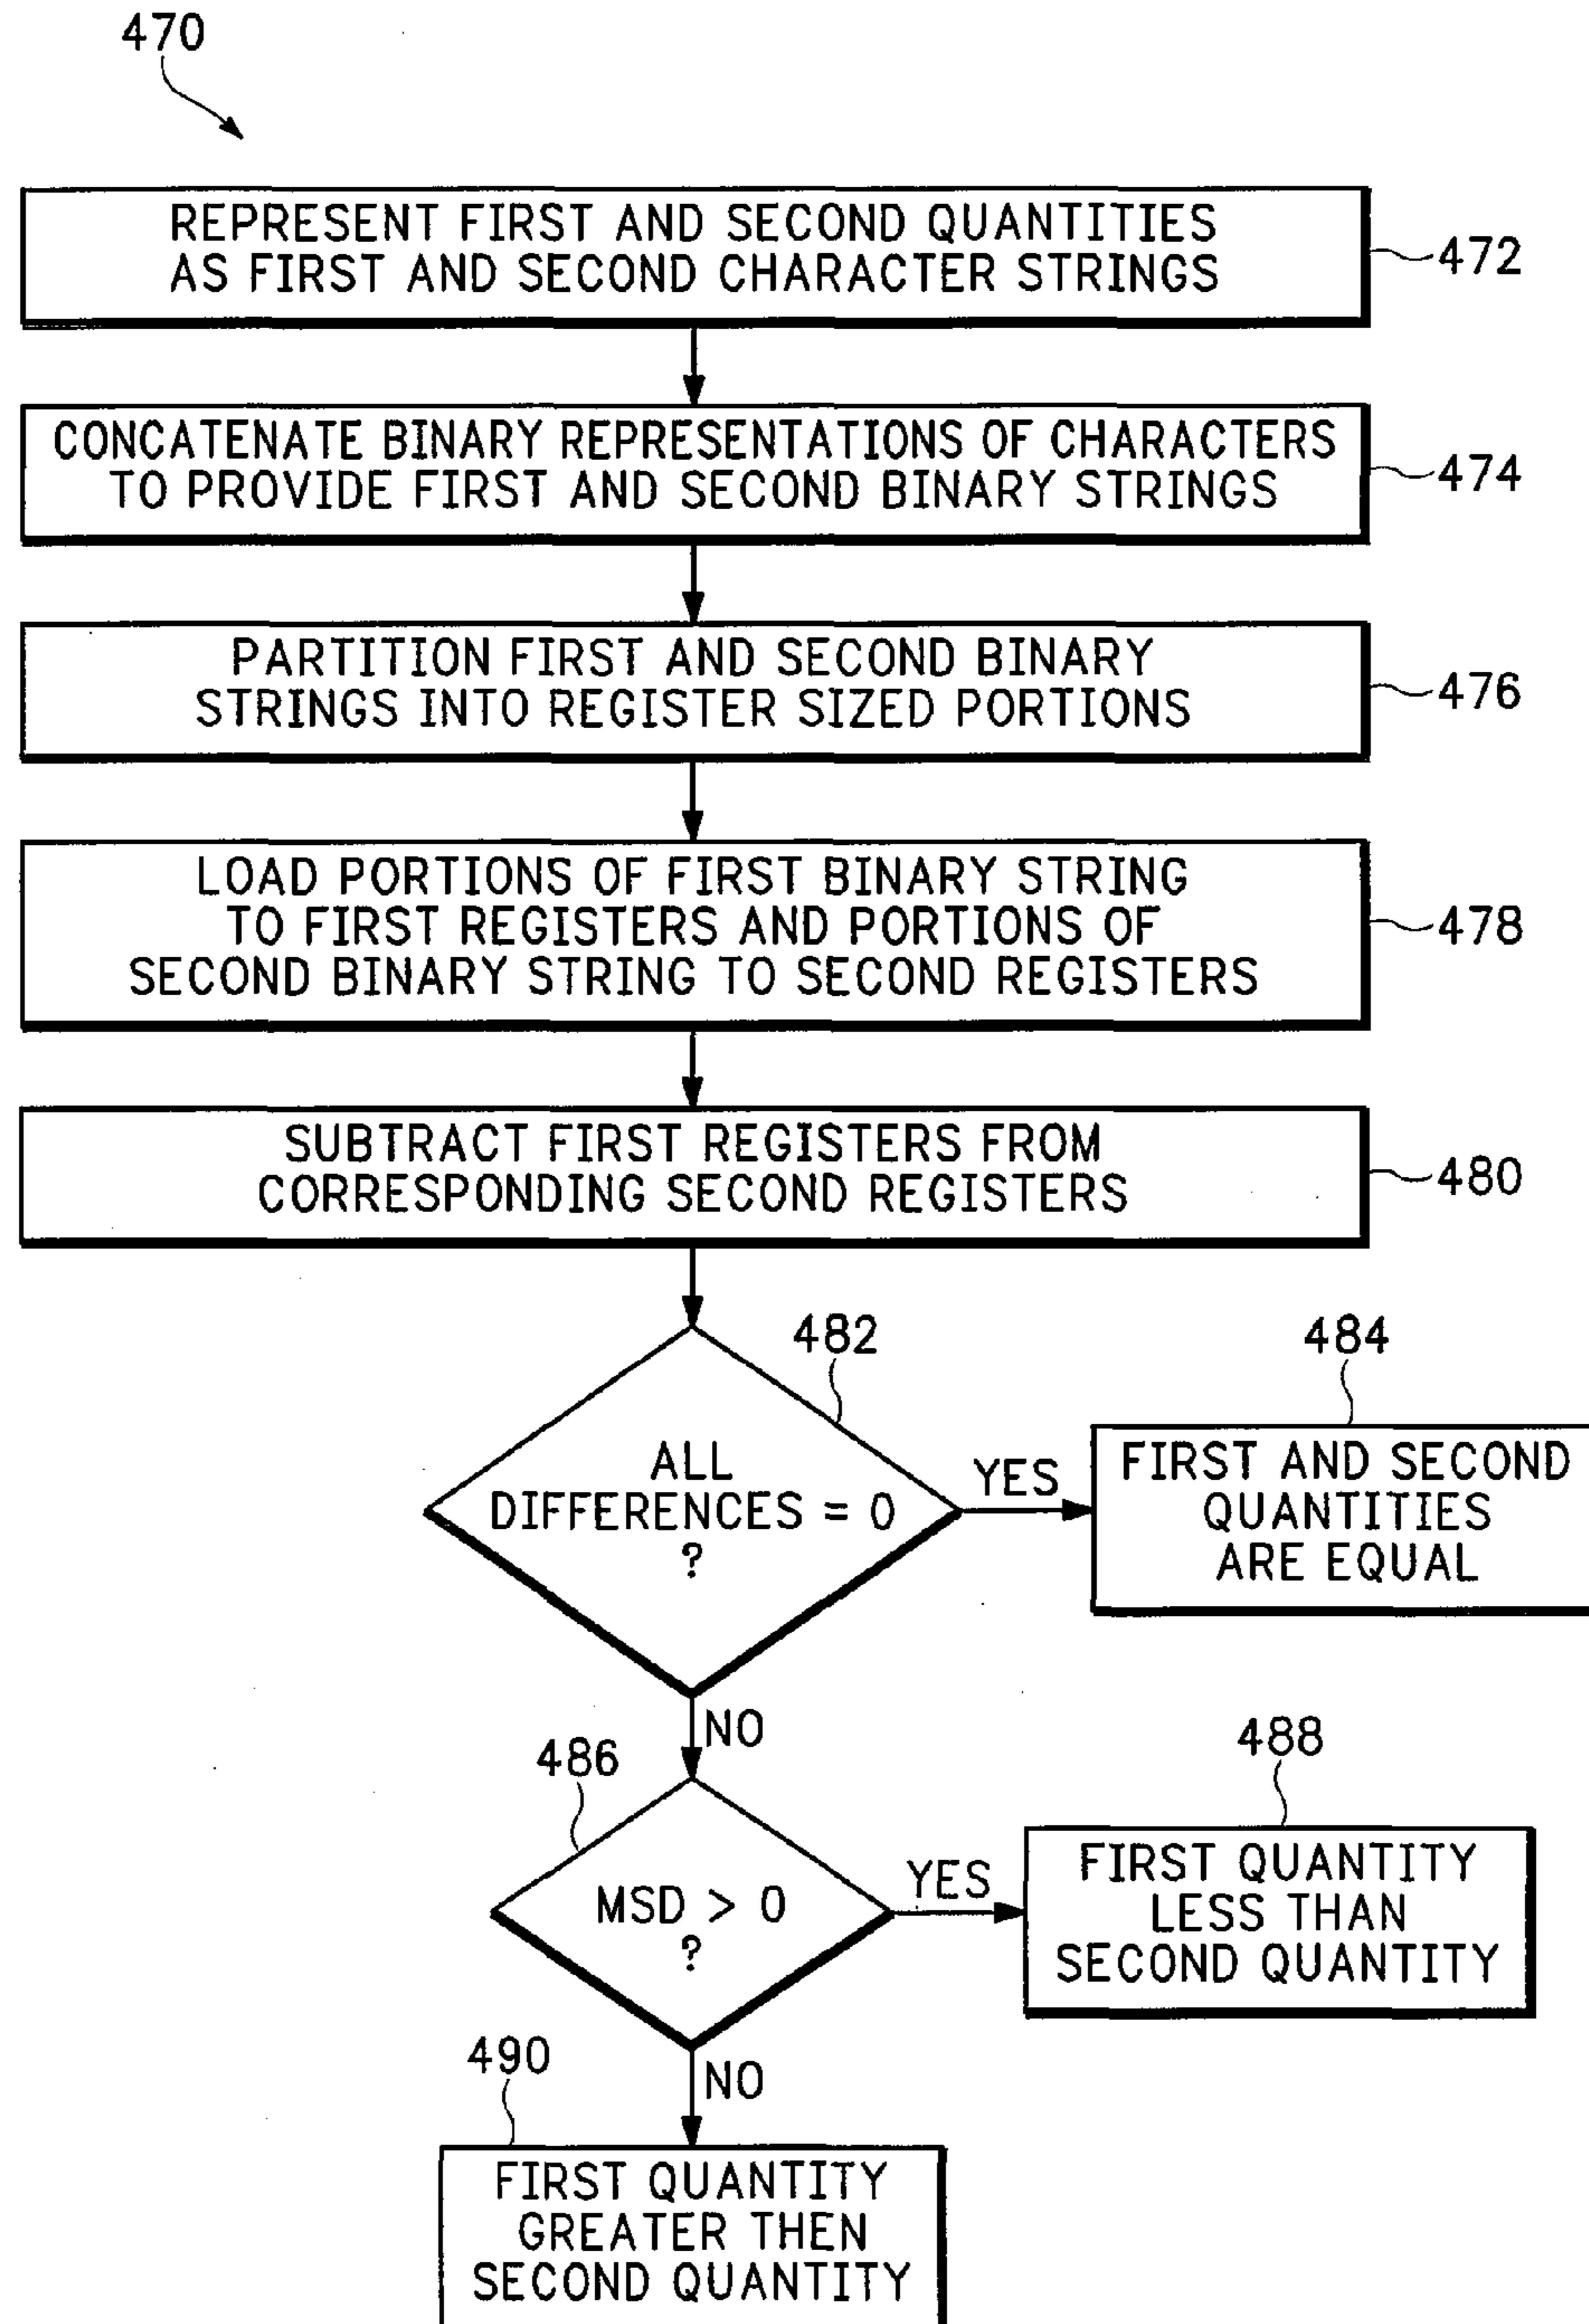 470
REPRESENT FIRST AND SECOND QUANTITIES
AS FIRST AND SECOND CHARACTER STRINGS
472
CONCATENATE BINARY REPRESENTATIONS OF CHARACTERS
TO PROVIDE FIRST AND SECOND BINARY STRINGS
474
PARTITION FIRST AND SECOND BINARY
STRINGS INTO REGISTER SIZED PORTIONS
476
LOAD PORTIONS OF FIRST BINARY STRING
TO FIRST REGISTERS AND PORTIONS OF
SECOND BINARY STRING TO SECOND REGISTERS
478
SUBTRACT FIRST REGISTERS FROM
CORRESPONDING SECOND REGISTERS
480
482
ALL
DIFFERENCES = 0
?
YES
484
FIRST AND SECOND
QUANTITIES
ARE EQUAL
NO
486
MSD > 0
?
YES
488
FIRST QUANTITY
LESS THAN
SECOND QUANTITY
NO
490
FIRST QUANTITY
GREATER THEN
SECOND QUANTITY